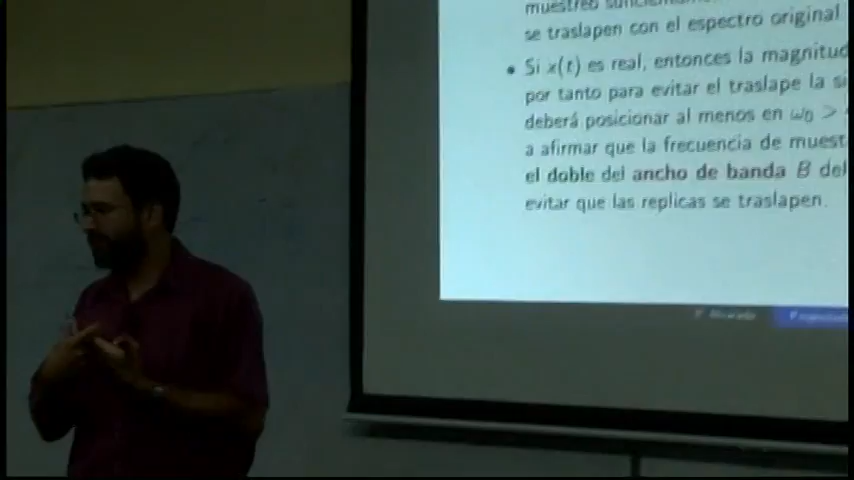 muestreo
se traslapen con el espectro original
• Si x(t) es real, entonces la magnitud
por tanto para evitar el traslape la
deberá posicionar al menos en ω₀ >
a afirmar que la frecuencia de
el doble del ancho de banda B del
evitar que las replicas se traslapen.
P. Alvarado